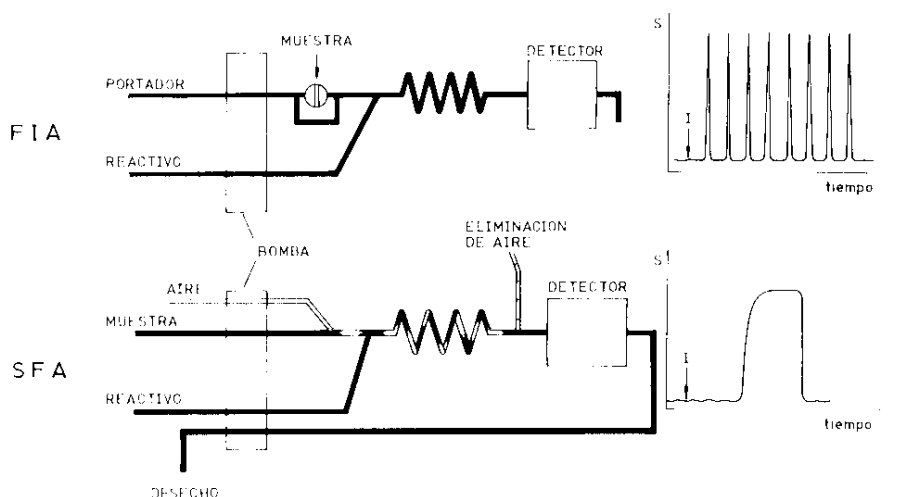 MUESTRA
DETECTOR
S
PORTADOR
FIA
I
REACTIVO
tiempo
BOMBA
ELIMINACION
DE AIRE
S
AIRE
DETECTOR
MUESTRA
I
SFA
REACTIVO
tiempo
DESECHO